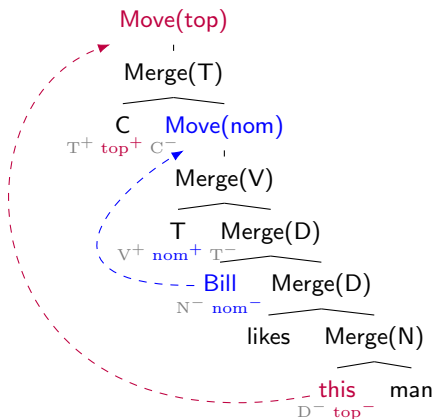 Move(top)
Merge(T)
C Move(nom)
T⁺ top⁺ C⁻
Merge(V)
T Merge(D)
V⁺ nom⁺ T⁻
Bill Merge(D)
N⁻ nom⁻
likes Merge(N)
this man
D⁻ top⁻